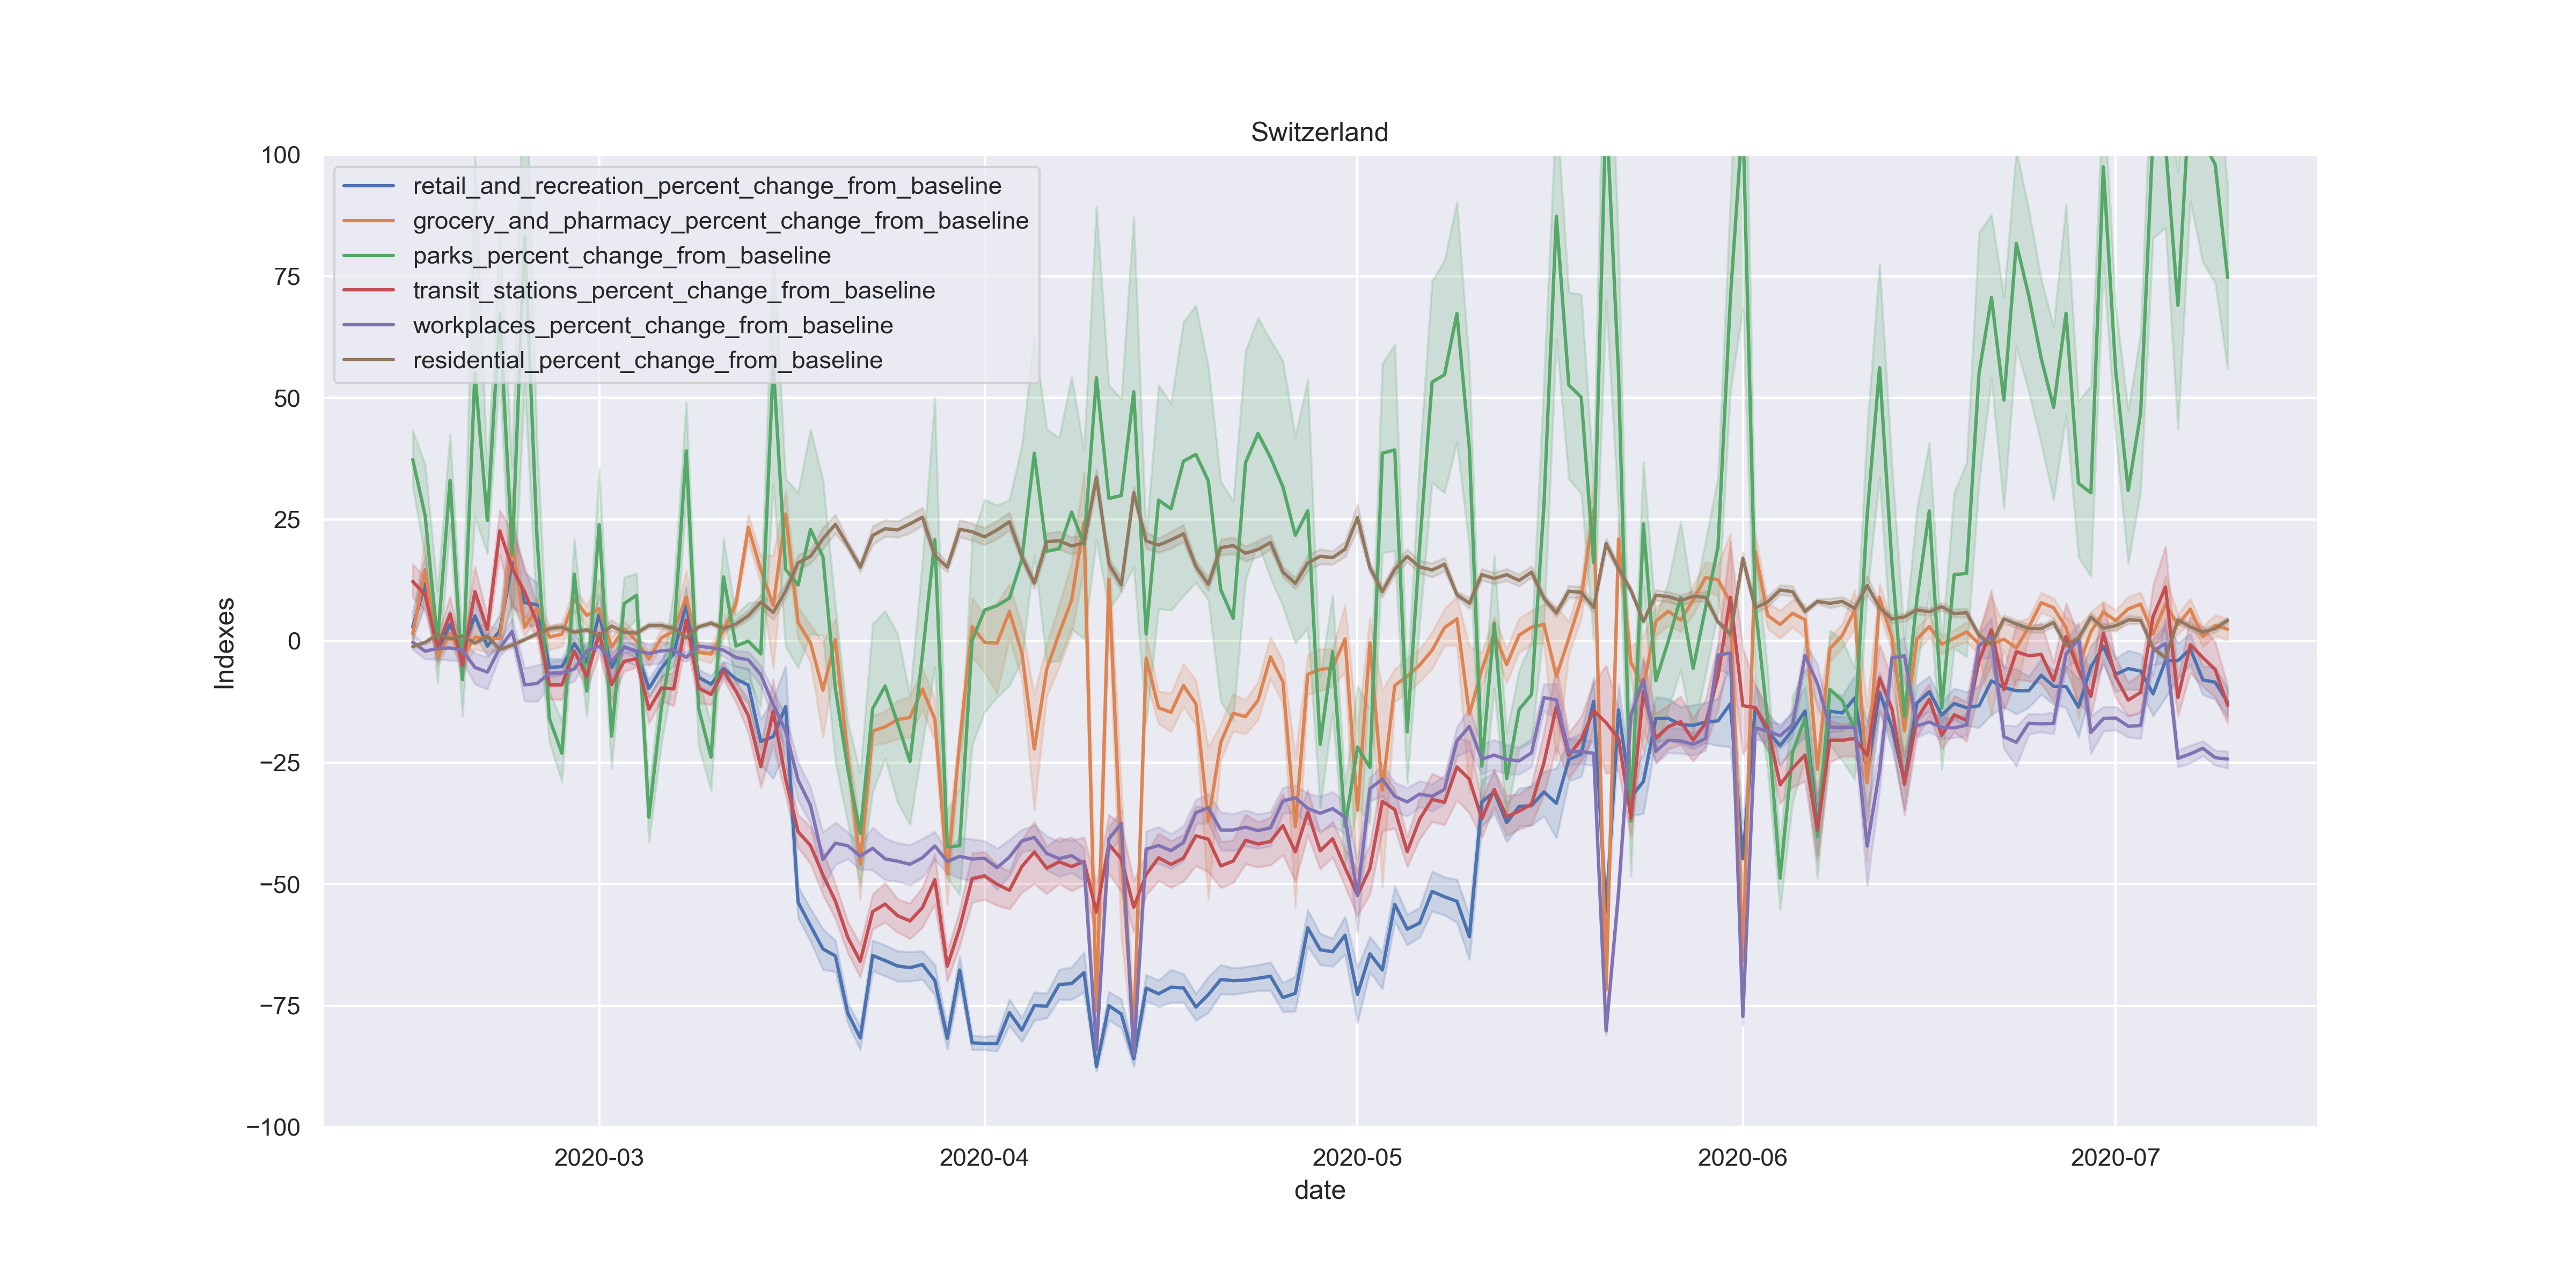 Switzerland
100
75
50
25
0
−25
−50
−75
−100
Indexes
retail_and_recreation_percent_change_from_baseline
grocery_and_pharmacy_percent_change_from_baseline
parks_percent_change_from_baseline
transit_stations_percent_change_from_baseline
workplaces_percent_change_from_baseline
residential_percent_change_from_baseline
2020-03 2020-04 2020-05 2020-06 2020-07
date